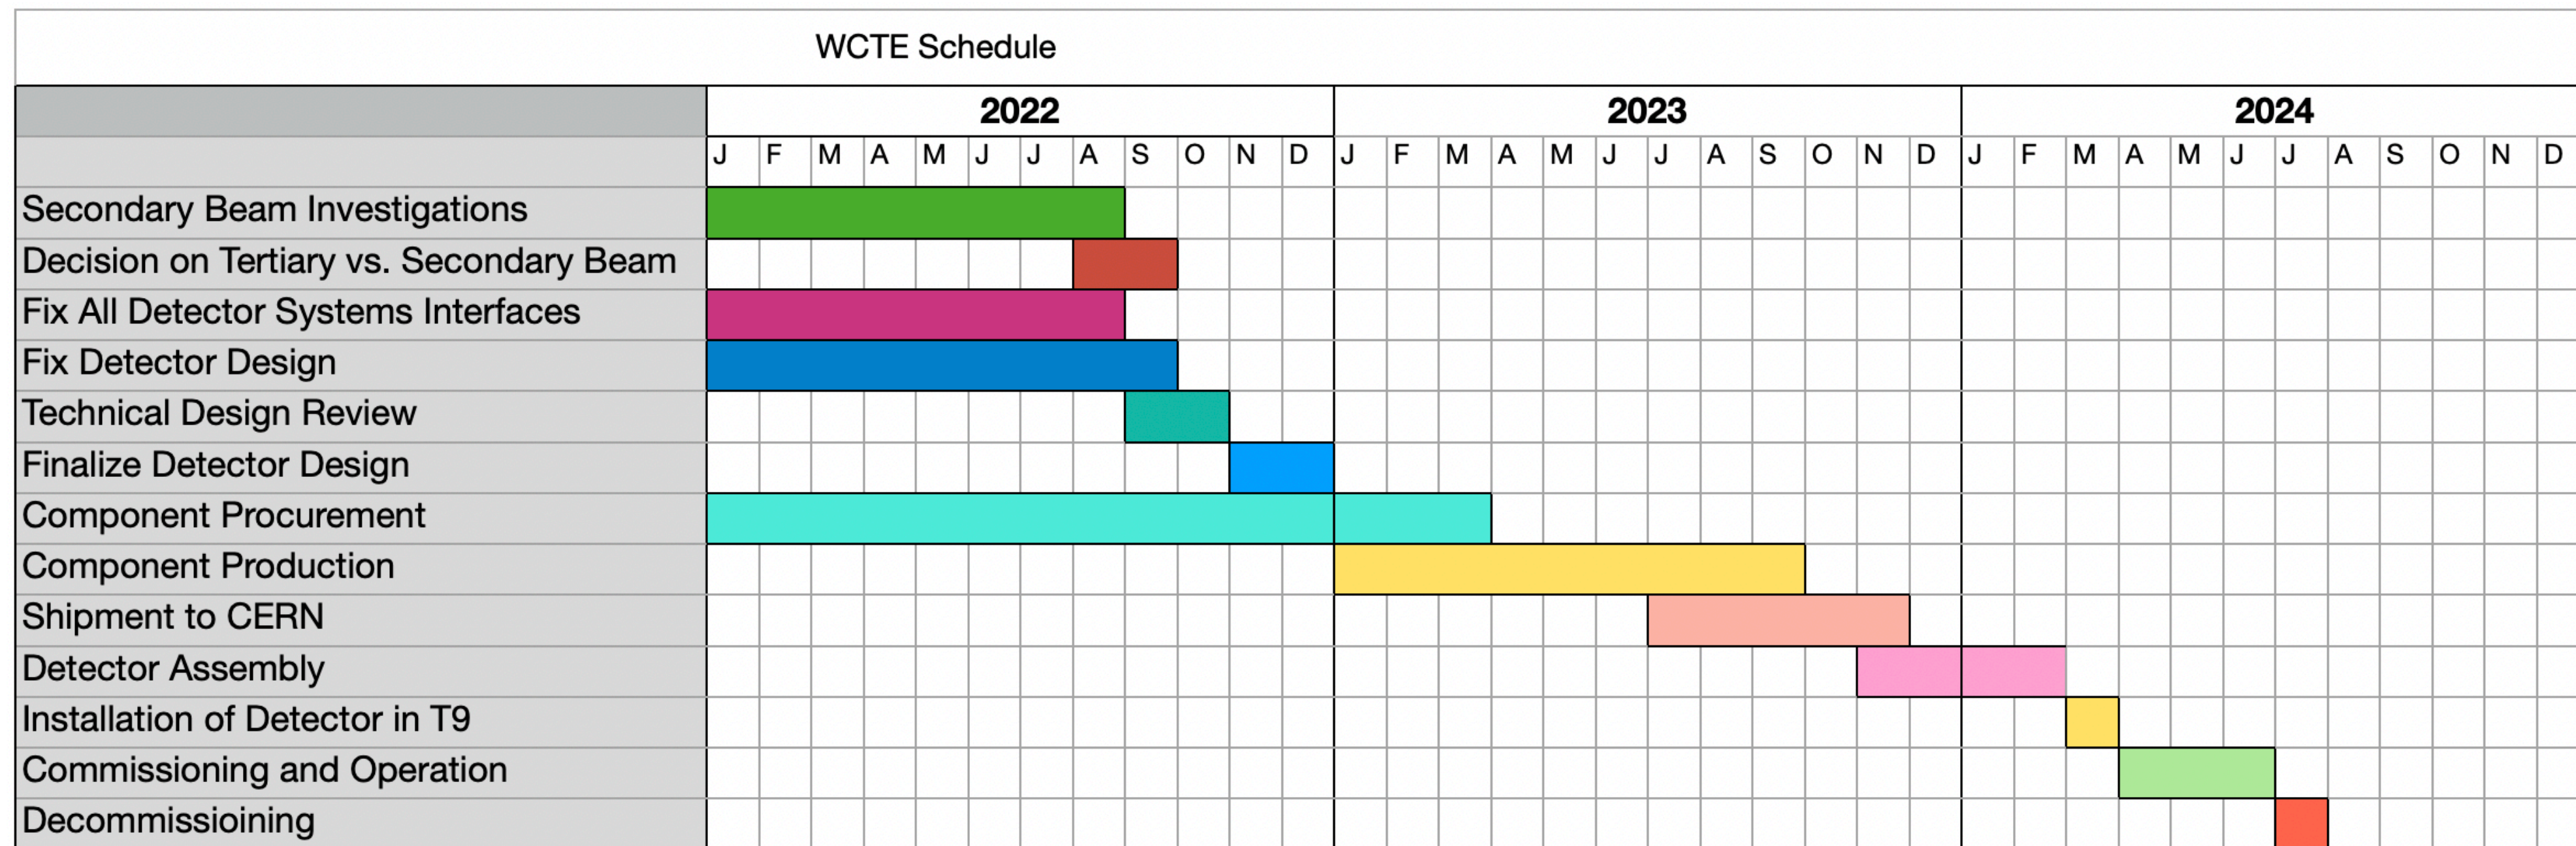 WCTE Schedule
2022 2023 2024
J F M A M J J A S O N D J F M A M J J A S O N D J F M A M J J A S O N D
Secondary Beam Investigations
Decision on Tertiary vs. Secondary Beam
Fix All Detector Systems Interfaces
Fix Detector Design
Technical Design Review
Finalize Detector Design
Component Procurement
Component Production
Shipment to CERN
Detector Assembly
Installation of Detector in T9
Commissioning and Operation
Decommissioining